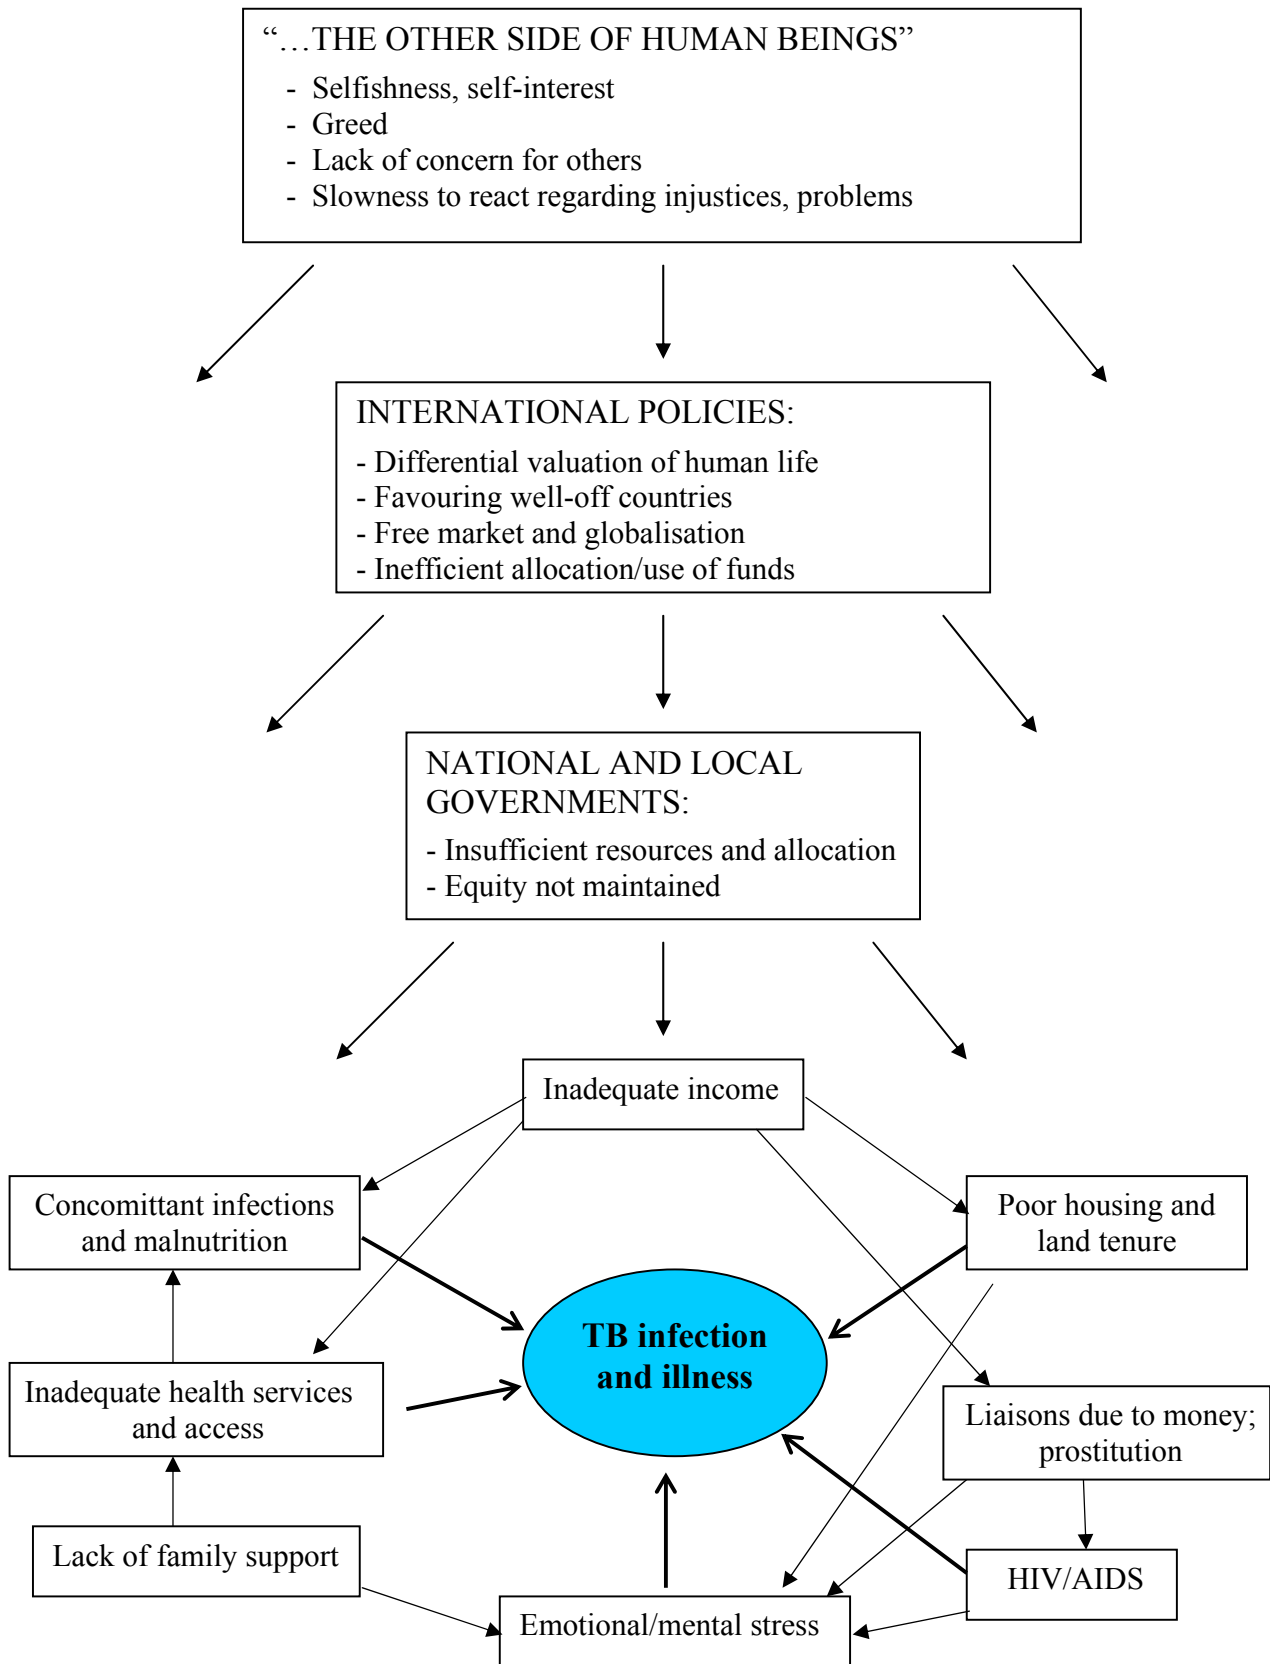 “…THE OTHER SIDE OF HUMAN BEINGS”
- Selfishness, self-interest
- Greed
- Lack of concern for others
- Slowness to react regarding injustices, problems
INTERNATIONAL POLICIES:
- Differential valuation of human life
- Favouring well-off countries
- Free market and globalisation
- Inefficient allocation/use of funds
NATIONAL AND LOCAL
GOVERNMENTS:
- Insufficient resources and allocation
- Equity not maintained
Inadequate income
Concomittant infections
and malnutrition
Poor housing and
land tenure
TB infection
and illness
Inadequate health services
and access
Liaisons due to money;
prostitution
Lack of family support
HIV/AIDS
Emotional/mental stress